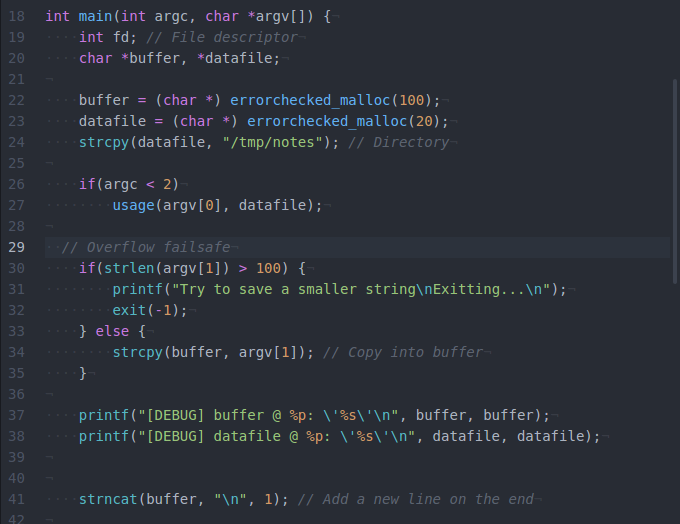 18 int main(int argc, char *argv[]) {¬
19 ····int fd; // File descriptor¬
20 ····char *buffer, *datafile;¬
21 ¬
22 ····buffer = (char *) errorchecked_malloc(100);¬
23 ····datafile = (char *) errorchecked_malloc(20);¬
24 ····strcpy(datafile, "/tmp/notes"); // Directory¬
25 ¬
26 ····if(argc < 2)¬
27 ········usage(argv[0], datafile);¬
28 ¬
29 ··// Overflow failsafe¬
30 ····if(strlen(argv[1]) > 100) {¬
31 ········printf("Try to save a smaller string\nExitting...\n");¬
32 ········exit(-1);¬
33 ····} else {¬
34 ········strcpy(buffer, argv[1]); // Copy into buffer¬
35 ····}¬
36 ¬
37 ····printf("[DEBUG] buffer @ %p: \'%s\'\n", buffer, buffer);¬
38 ····printf("[DEBUG] datafile @ %p: \'%s\'\n", datafile, datafile);¬
39 ¬
40 ¬
41 ····strncat(buffer, "\n", 1); // Add a new line on the end¬
42 ¬